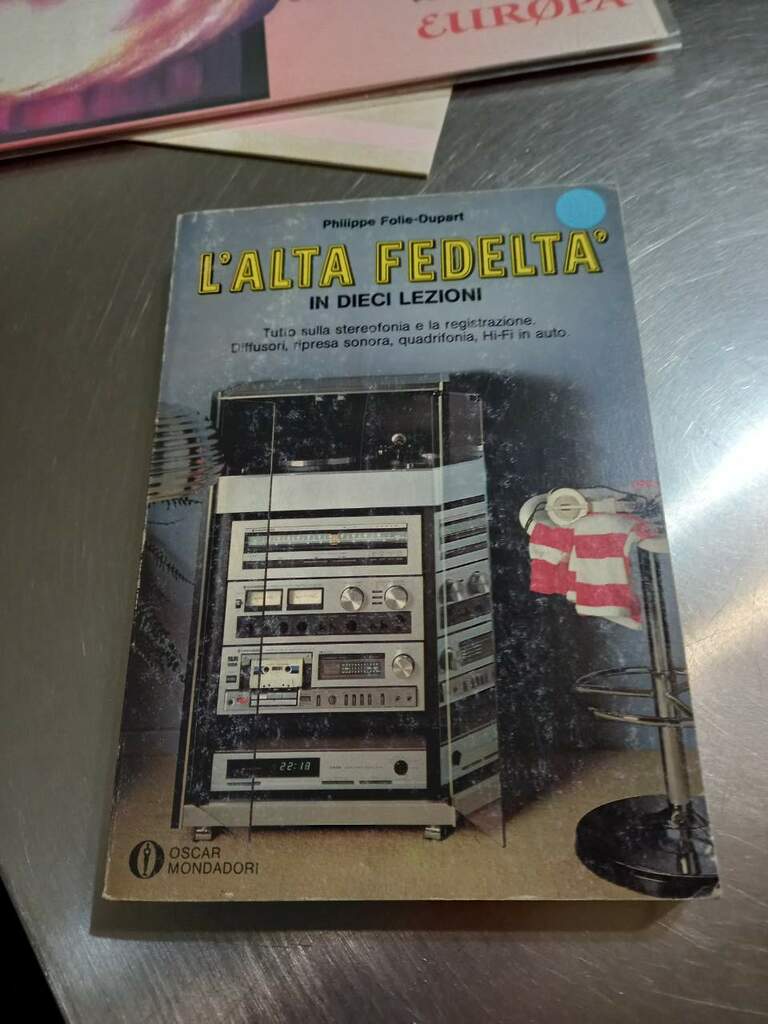 EURØPA
Philippe Folie-Dupart
L'ALTA FEDELTA'
IN DIECI LEZIONI
Tutto sulla stereofonia e la registrazione.
Diffusori, ripresa sonora, quadrifonia, Hi-Fi in auto.
22:18
OSCAR
MONDADORI